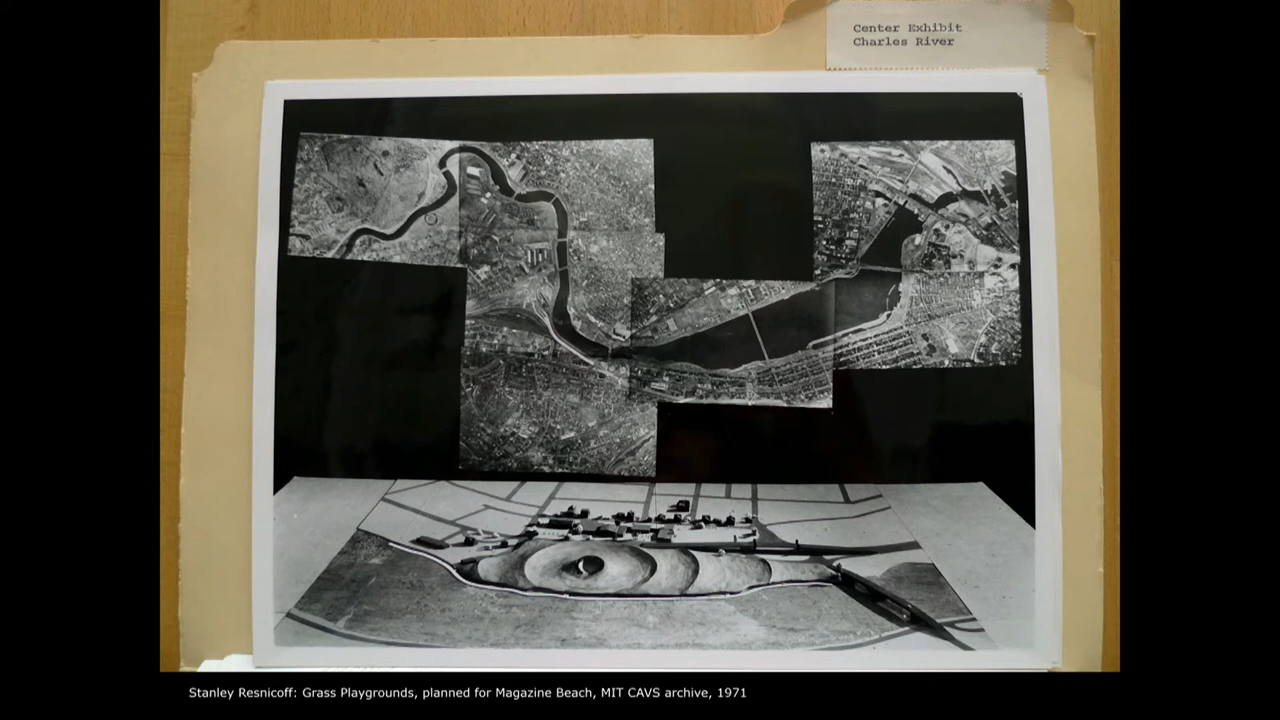 Center Exhibit
Charles River
Stanley Resnicoff: Grass Playgrounds, planned for Magazine Beach, MIT CAVS archive, 1971